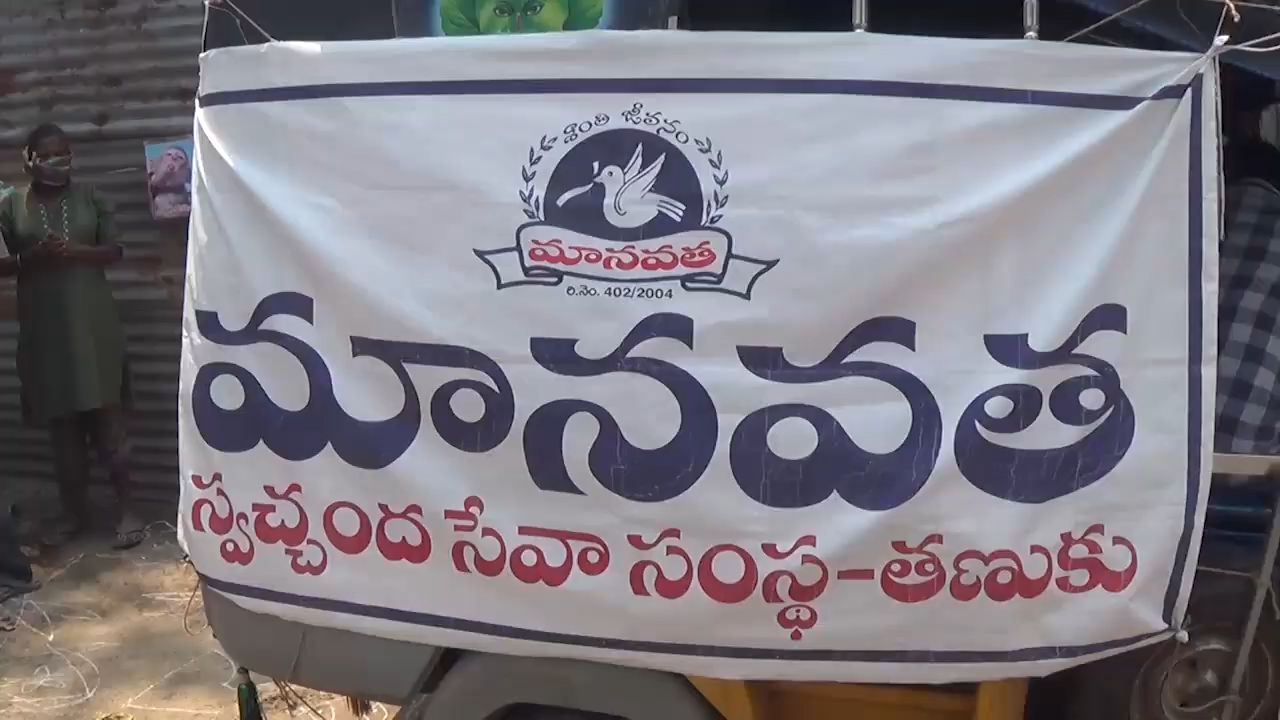 శాంతి జీవనం
మానవత
రి.నెం. 402/2004
మానవత
స్వచ్చంద సేవా సంస్థ-తణుకు